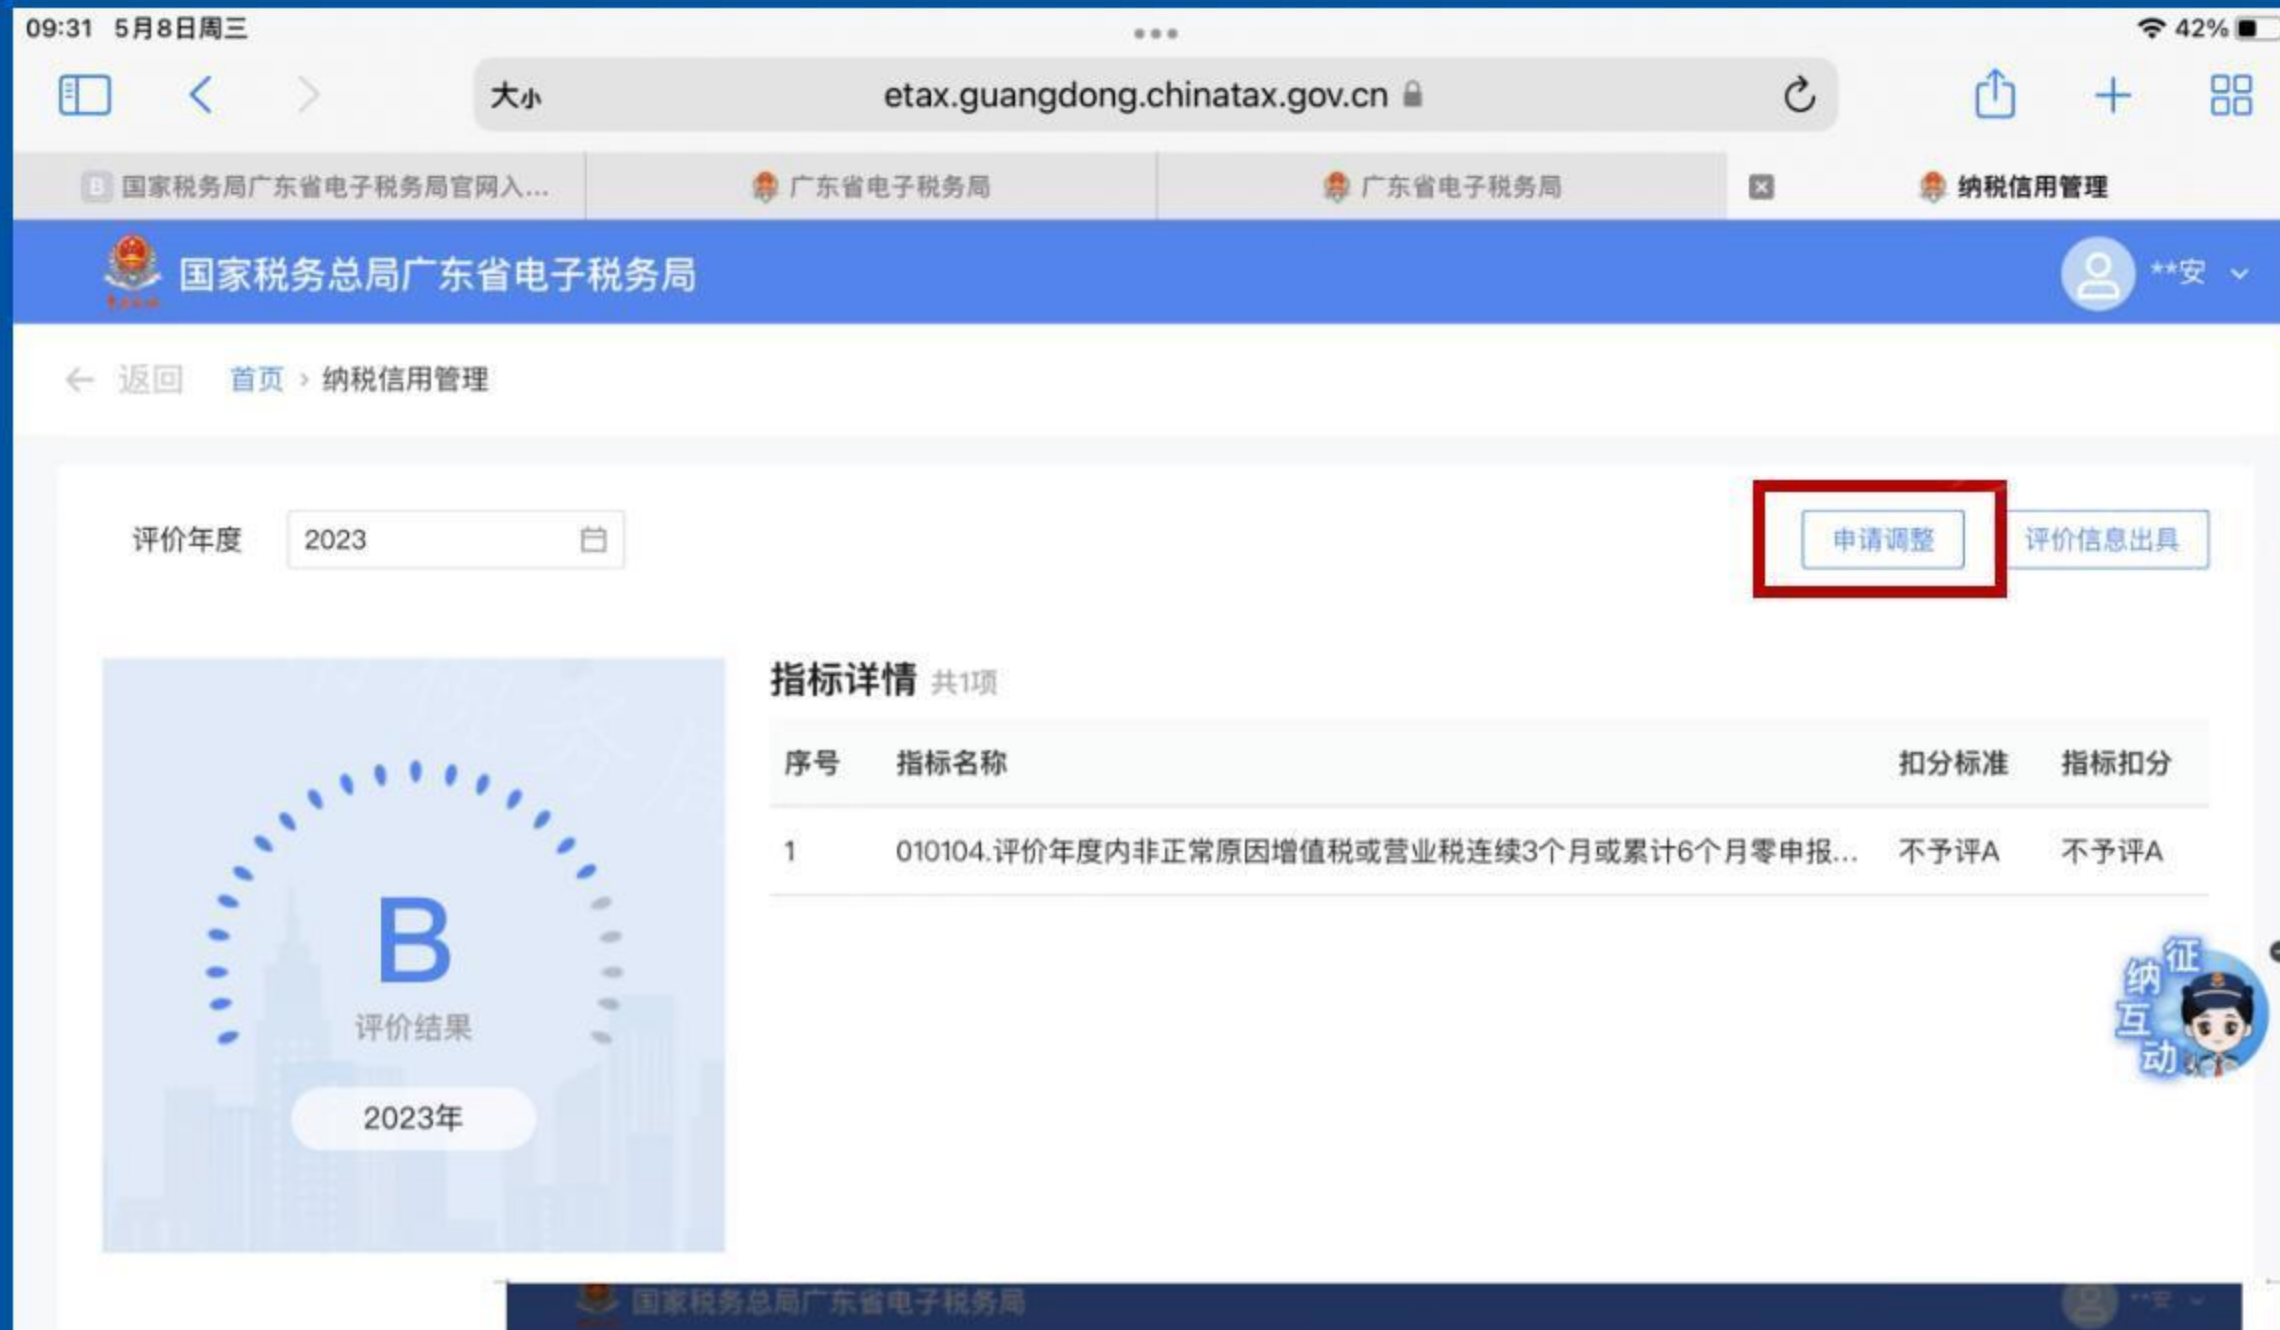 09:31 5月8日周三
42%
大小 etax.guangdong.chinatax.gov.cn
B 国家税务局广东省电子税务局官网入... 广东省电子税务局 广东省电子税务局 纳税信用管理
国家税务总局广东省电子税务局 **安
返回 首页 > 纳税信用管理
评价年度 2023 申请调整 评价信息出具
指标详情 共1项
序号 指标名称 扣分标准 指标扣分
1 010104.评价年度内非正常原因增值税或营业税连续3个月或累计6个月零申报... 不予评A 不予评A
B
评价结果
2023年
征纳互动
国家税务总局广东省电子税务局 **安